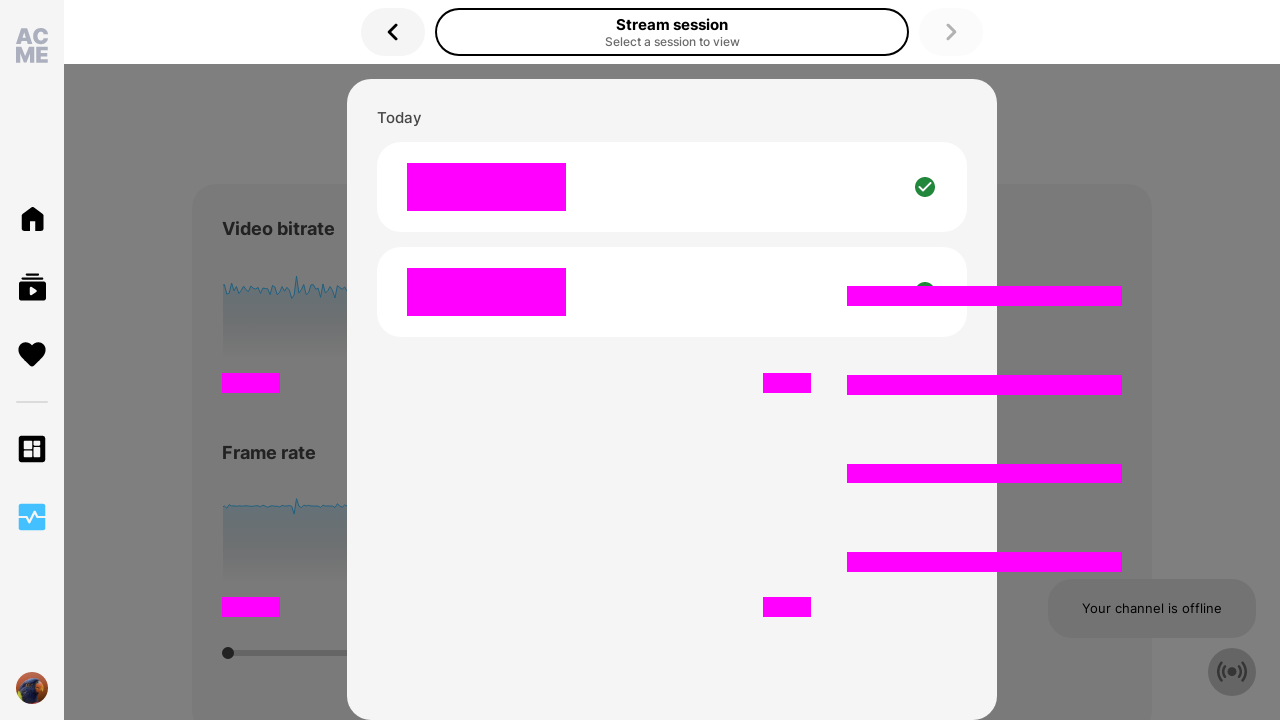 AC
ME
Stream session
Select a session to view
Today
Video bitrate
Frame rate
Your channel is offline